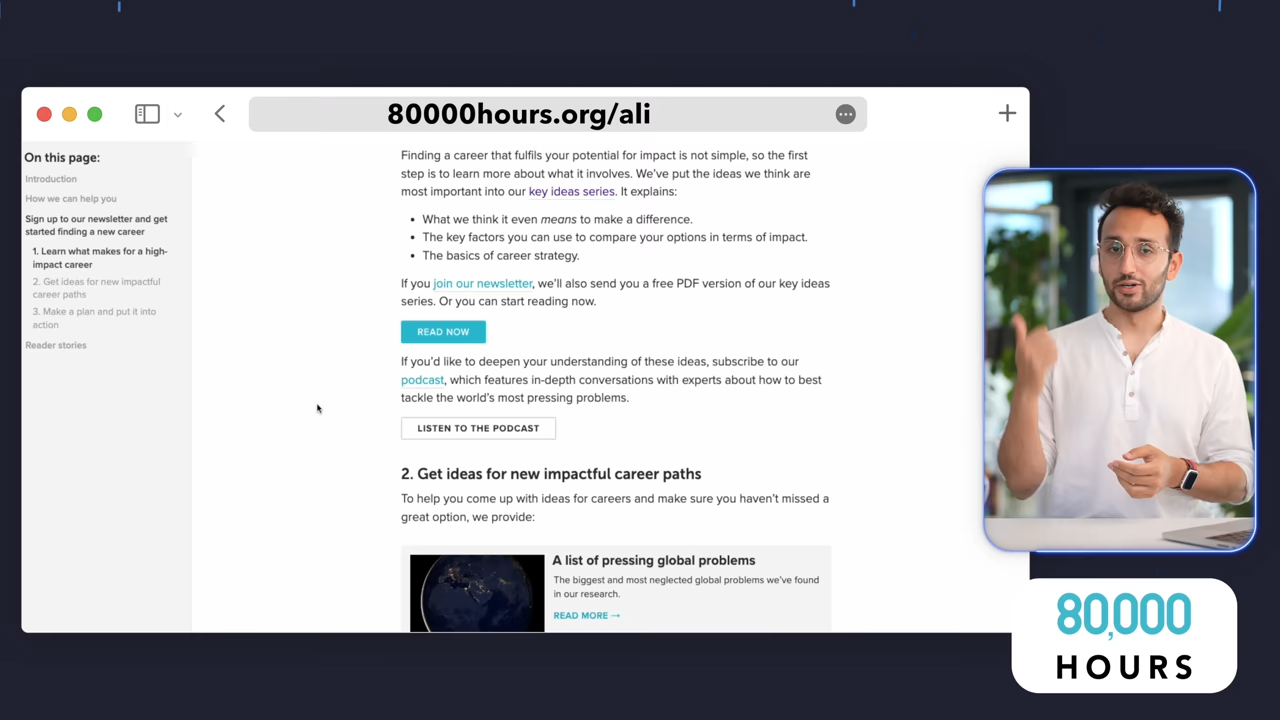 80000hours.org/ali
On this page:
Introduction
How we can help you
Sign up to our newsletter and get
started finding a new career
1. Learn what makes for a high-
impact career
2. Get ideas for new impactful
career paths
3. Make a plan and put it into
action
Reader stories
Finding a career that fulfils your potential for impact is not simple, so the first
step is to learn more about what it involves. We've put the ideas we think are
most important into our key ideas series. It explains:
• What we think it even means to make a difference.
• The key factors you can use to compare your options in terms of impact.
• The basics of career strategy.
If you join our newsletter, we'll also send you a free PDF version of our key ideas
series. Or you can start reading now.
READ NOW
If you'd like to deepen your understanding of these ideas, subscribe to our
podcast, which features in-depth conversations with experts about how to best
tackle the world's most pressing problems.
LISTEN TO THE PODCAST
2. Get ideas for new impactful career paths
To help you come up with ideas for careers and make sure you haven't missed a
great option, we provide:
A list of pressing global problems
The biggest and most neglected global problems we've found
in our research.
READ MORE →
80,000
HOURS